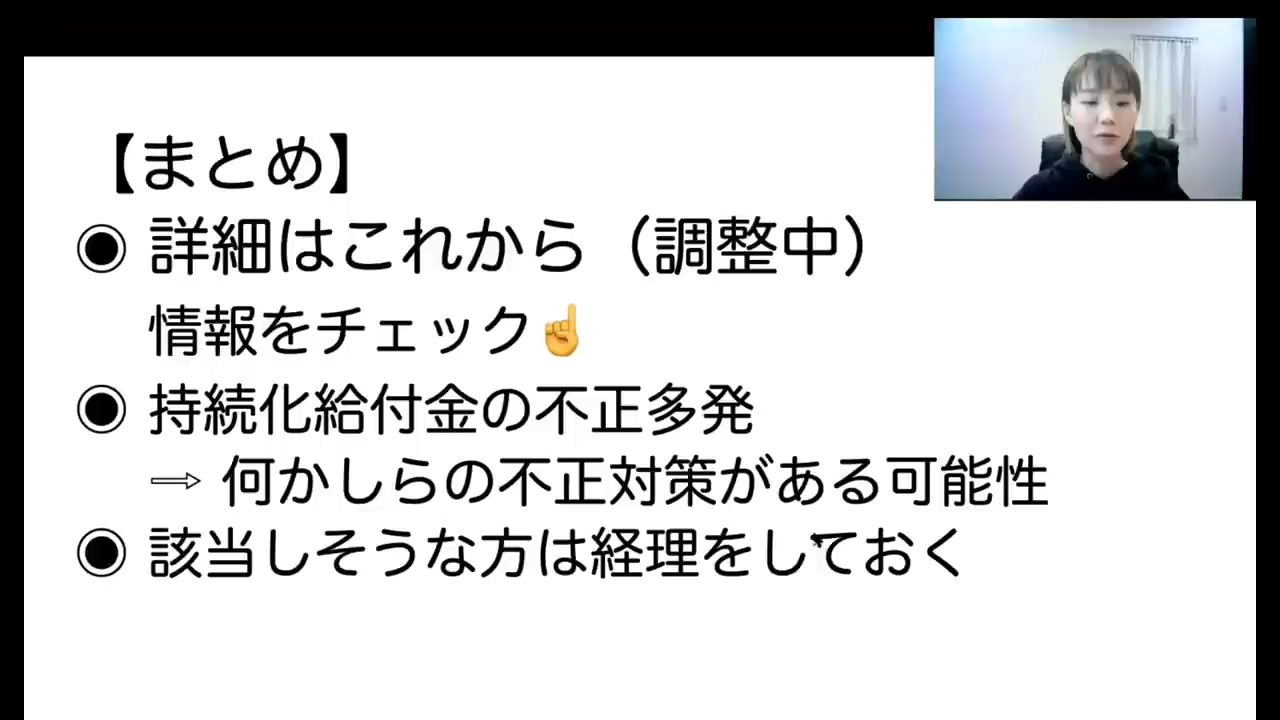 【まとめ】
◉ 詳細はこれから（調整中）
情報をチェック☝
◉ 持続化給付金の不正多発
⇒ 何かしらの不正対策がある可能性
◉ 該当しそうな方は経理をしておく